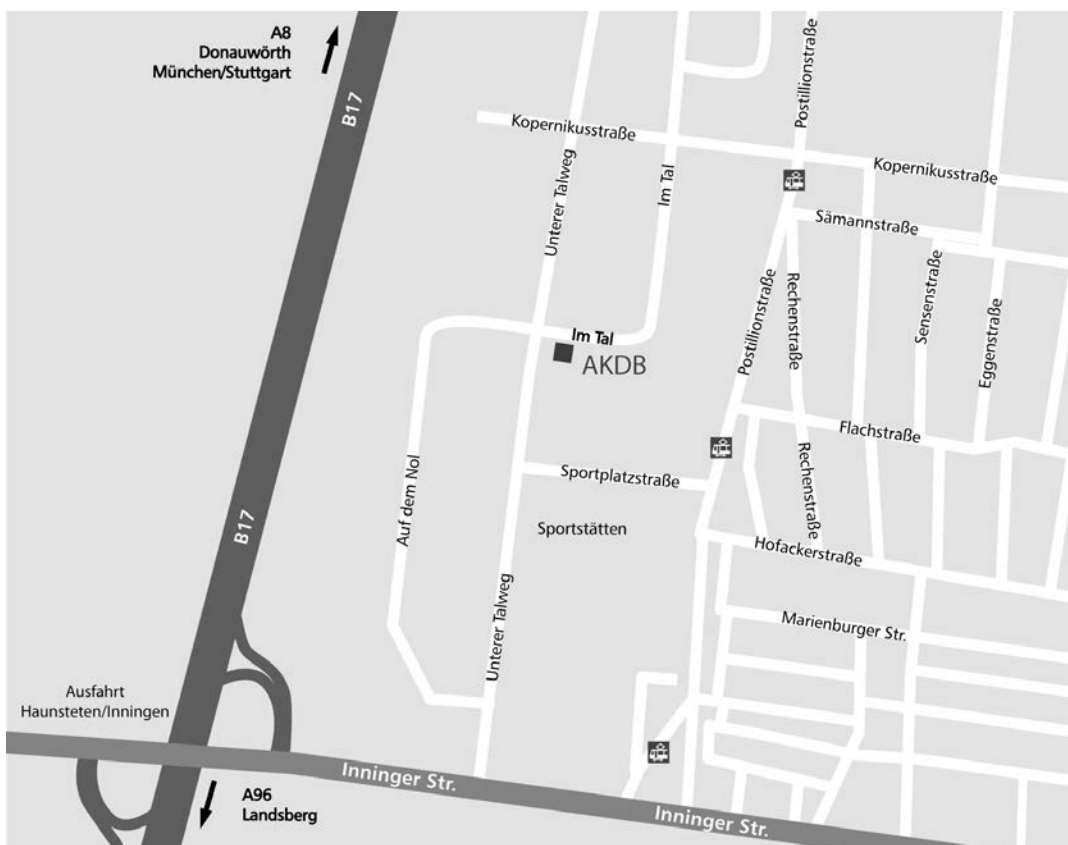 A8
Donauwörth
München/Stuttgart
B17
Postillionstraße
Kopernikusstraße
Kopernikusstraße
Unterer Talweg
Im Tal
Sämannstraße
Sensenstraße
Eggenstraße
Rechenstraße
Postillionstraße
Im Tal
AKDB
Flachstraße
Rechenstraße
Auf dem Nol
Sportplatzstraße
Sportstätten
B17
Hofackerstraße
Unterer Talweg
Marienburger Str.
Ausfahrt
Haunsteten/Inningen
Inninger Str.
A96
Landsberg
Inninger Str.